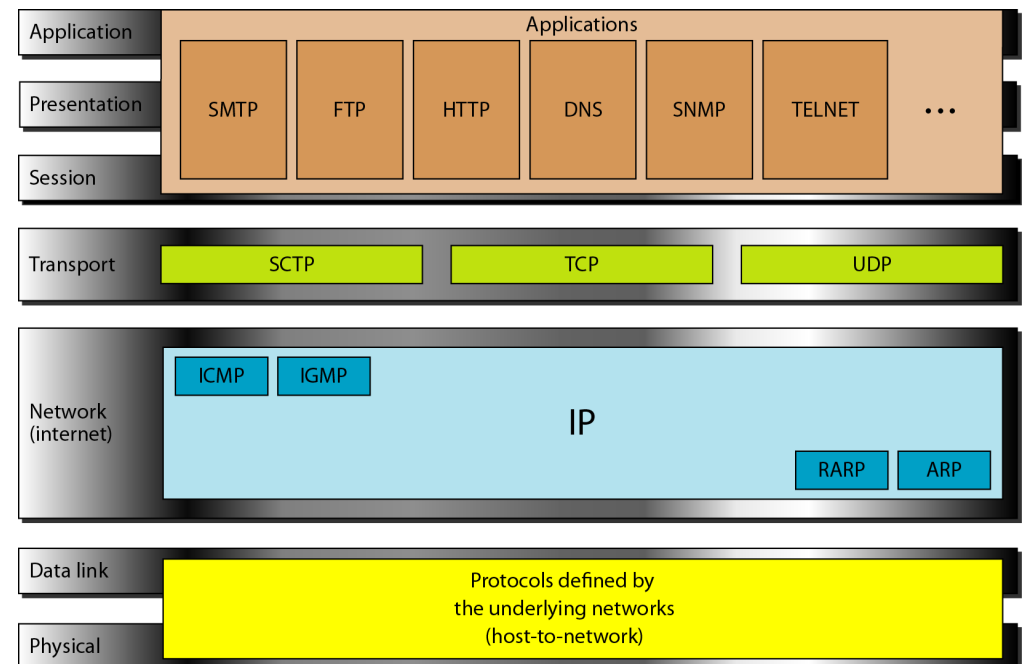 Application
Applications
Presentation
SMTP
FTP
HTTP
DNS
SNMP
TELNET
...
Session
Transport
SCTP
TCP
UDP
Network
(internet)
ICMP
IGMP
IP
RARP
ARP
Data link
Protocols defined by
the underlying networks
(host-to-network)
Physical